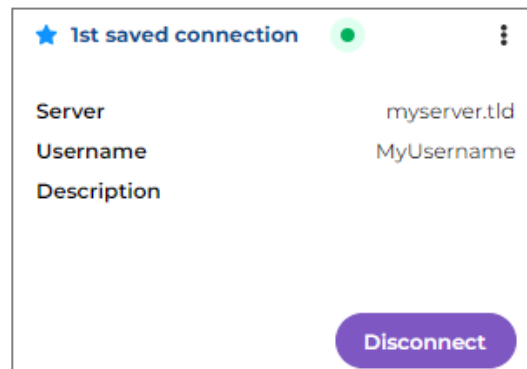 1st saved connection
Server myserver.tld
Username MyUsername
Description
Disconnect